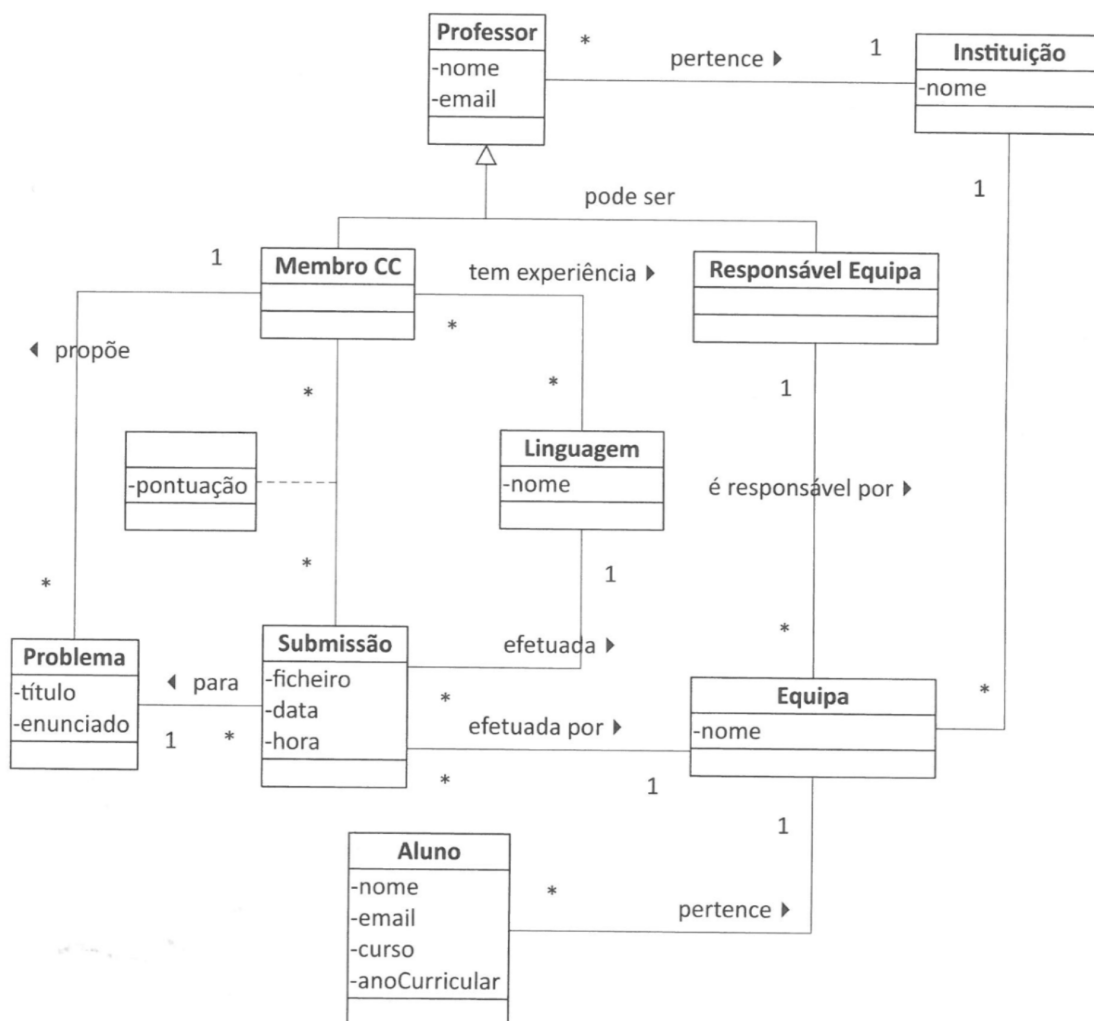 Professor
-nome
-email
*
pertence ▶
1
Instituição
-nome
1
pode ser
1
Membro CC
tem experiência ▶
Responsável Equipa
*
◀ propõe
*
*
1
Linguagem
-nome
-pontuação
é responsável por ▶
*
*
1
*
Problema
-título
-enunciado
◀ para
1
*
Submissão
-ficheiro
-data
-hora
efetuada ▶
*
efetuada por ▶
*
1
Equipa
-nome
*
1
Aluno
-nome
-email
-curso
-anoCurricular
*
pertence ▶